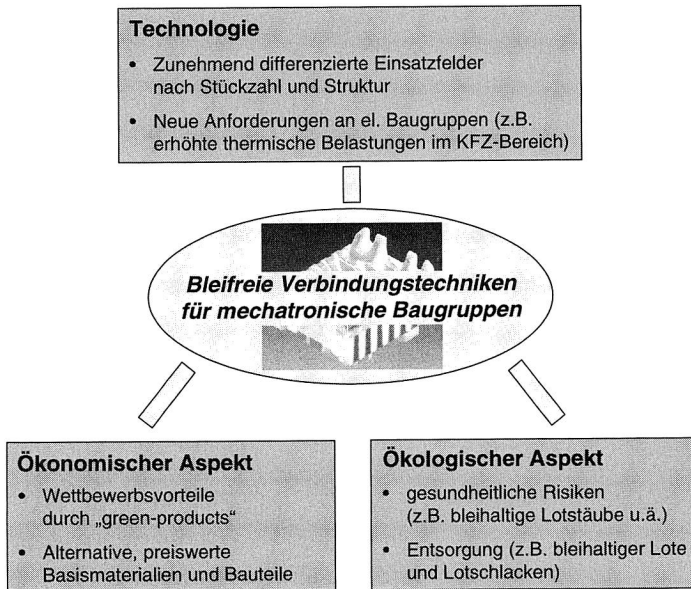 Technologie
• Zunehmend differenzierte Einsatzfelder
nach Stückzahl und Struktur
• Neue Anforderungen an el. Baugruppen (z.B.
erhöhte thermische Belastungen im KFZ-Bereich)
Bleifreie Verbindungstechniken
für mechatronische Baugruppen
Ökonomischer Aspekt
• Wettbewerbsvorteile
durch „green-products“
• Alternative, preiswerte
Basismaterialien und Bauteile
Ökologischer Aspekt
• gesundheitliche Risiken
(z.B. bleihaltige Lotstäube u.ä.)
• Entsorgung (z.B. bleihaltiger Lote
und Lotschlacken)